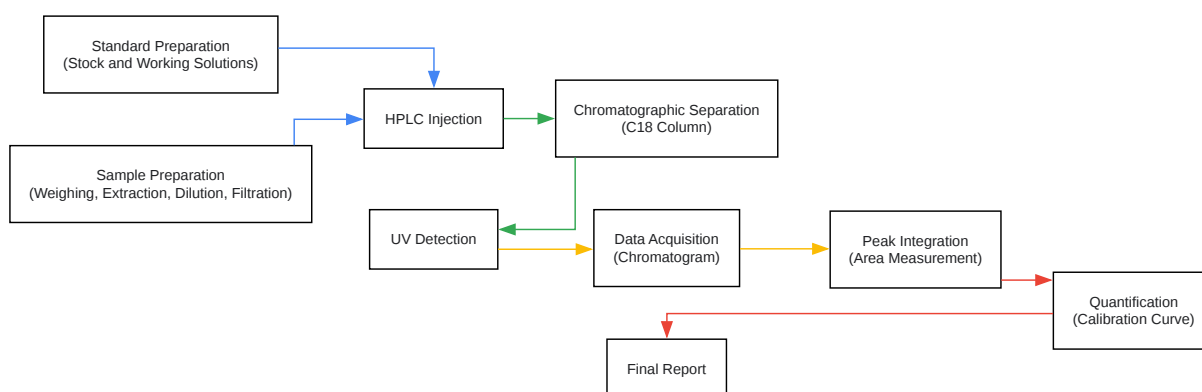 Standard Preparation
(Stock and Working Solutions)
HPLC Injection
Chromatographic Separation
(C18 Column)
Sample Preparation
(Weighing, Extraction, Dilution, Filtration)
UV Detection
Data Acquisition
(Chromatogram)
Peak Integration
(Area Measurement)
Quantification
(Calibration Curve)
Final Report